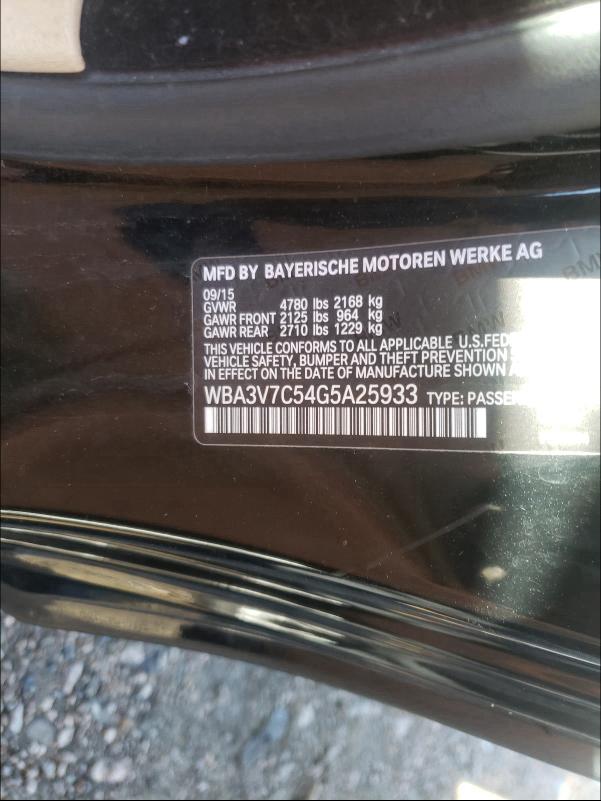 MFD BY BAYERISCHE MOTOREN WERKE AG
09/15
GVWR 4780 lbs 2168 kg
GAWR FRONT 2125 lbs 964 kg
GAWR REAR 2710 lbs 1229 kg
THIS VEHICLE CONFORMS TO ALL APPLICABLE U.S.FEDE
VEHICLE SAFETY, BUMPER AND THEFT PREVENTION
IN EFFECT ON THE DATE OF MANUFACTURE SHOWN A
WBA3V7C54G5A25933 TYPE: PASSE